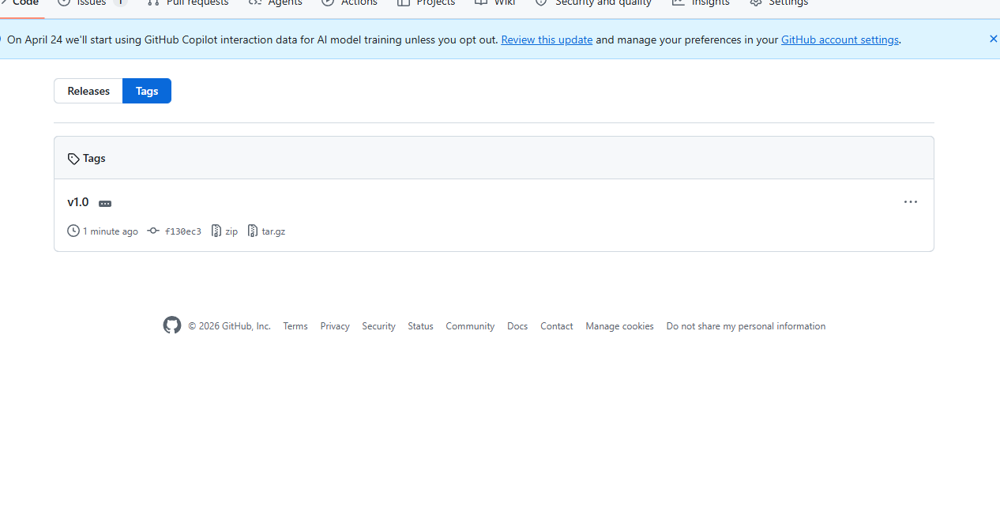 Code Issues 1 Pull requests Agents Actions Projects Wiki Security and quality Insights Settings
On April 24 we'll start using GitHub Copilot interaction data for AI model training unless you opt out. Review this update and manage your preferences in your GitHub account settings.
Releases Tags
Tags
v1.0
1 minute ago f130ec3 zip tar.gz
© 2026 GitHub, Inc. Terms Privacy Security Status Community Docs Contact Manage cookies Do not share my personal information